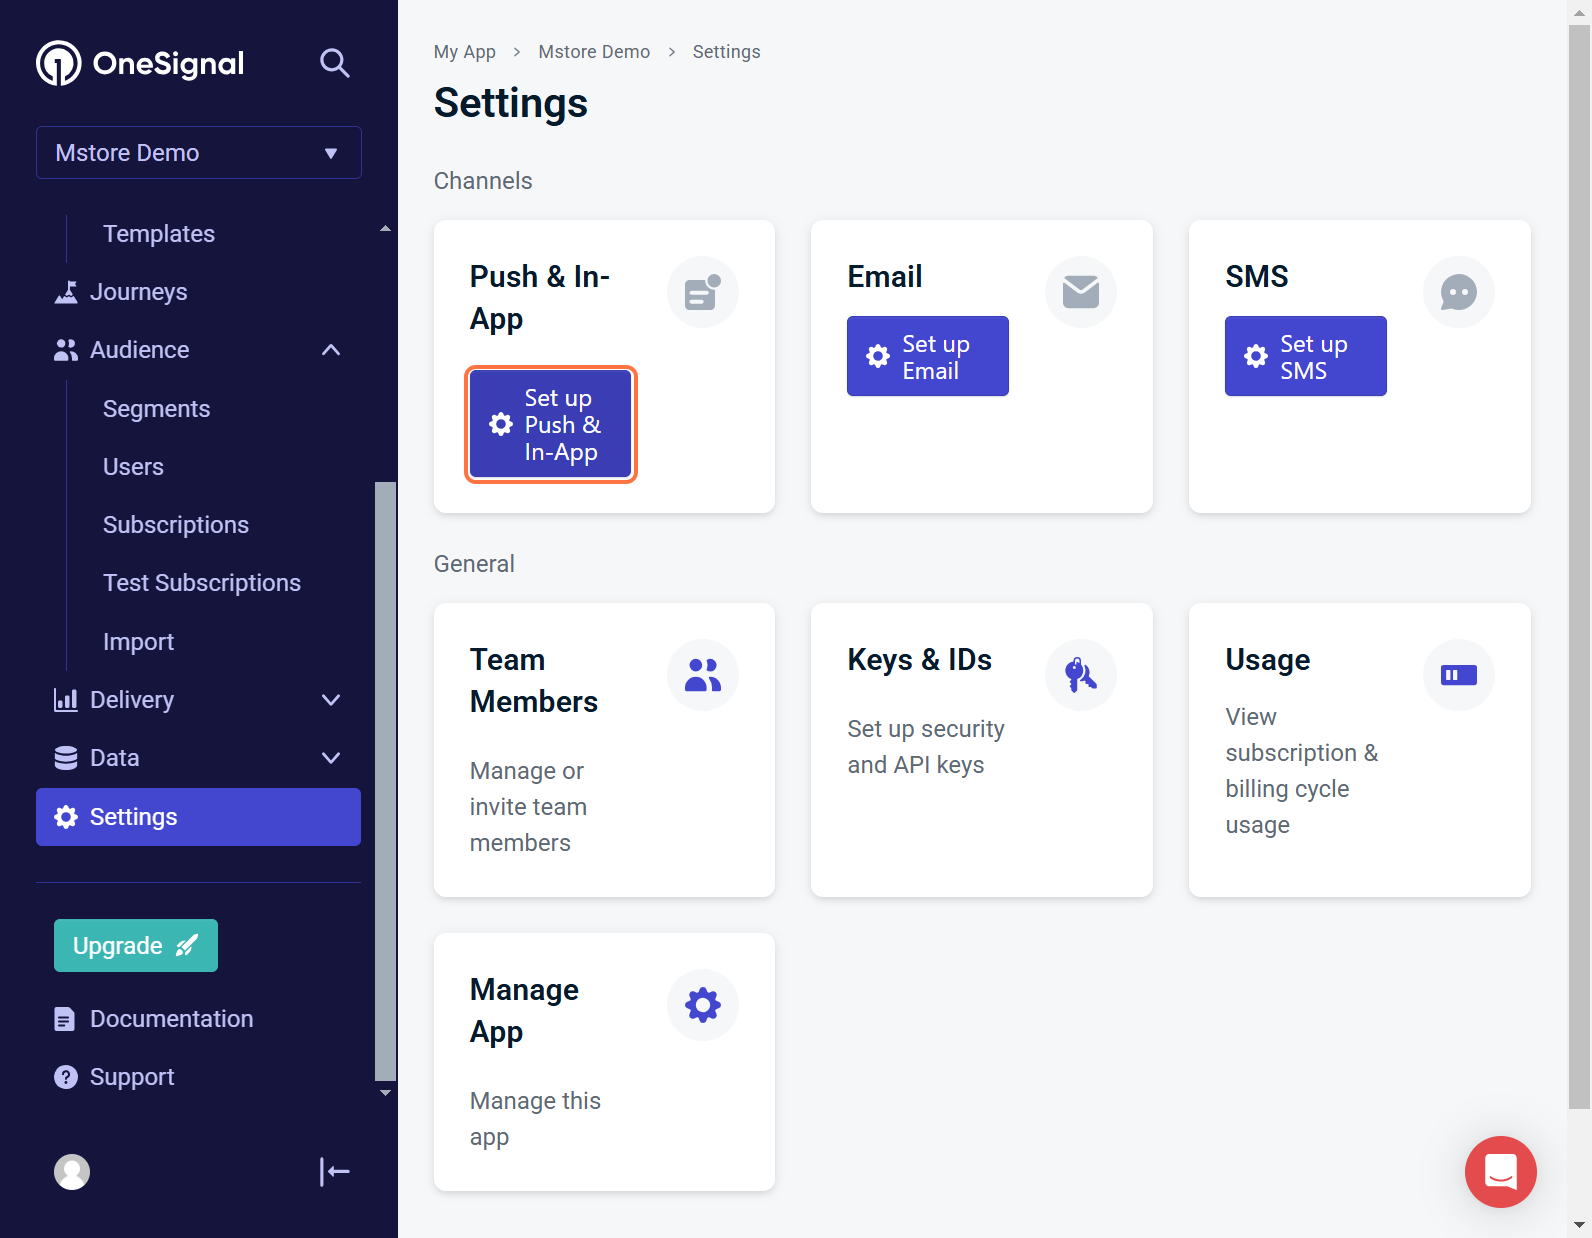 OneSignal
Mstore Demo
Templates
Journeys
Audience
Segments
Users
Subscriptions
Test Subscriptions
Import
Delivery
Data
Settings
Upgrade
Documentation
Support
My App > Mstore Demo > Settings
Settings
Channels
Push & In-
App
Set up
Push &
In-App
Email
Set up
Email
SMS
Set up
SMS
General
Team
Members
Manage or
invite team
members
Keys & IDs
Set up security
and API keys
Usage
View
subscription &
billing cycle
usage
Manage
App
Manage this
app